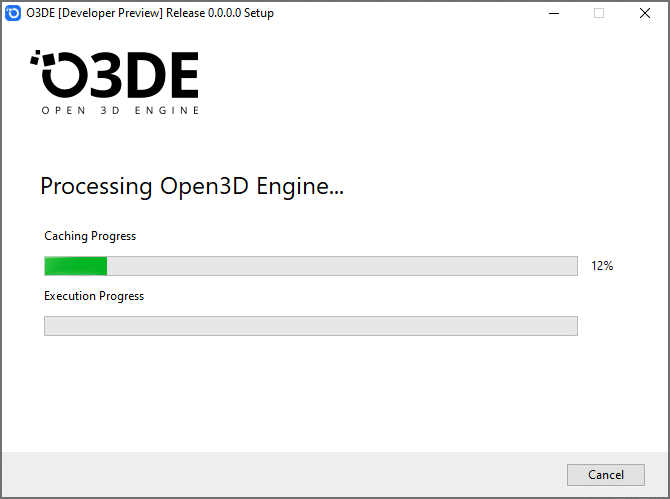 O3DE [Developer Preview] Release 0.0.0.0 Setup
O3DE
OPEN 3D ENGINE
Processing Open3D Engine...
Caching Progress
12%
Execution Progress
Cancel